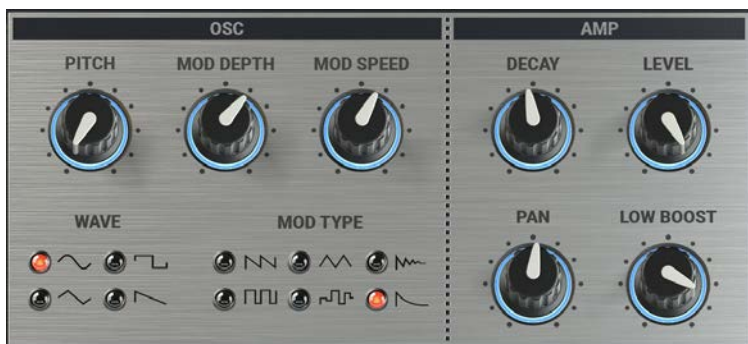 OSC
AMP
PITCH
MOD DEPTH
MOD SPEED
DECAY
LEVEL
WAVE
MOD TYPE
PAN
LOW BOOST